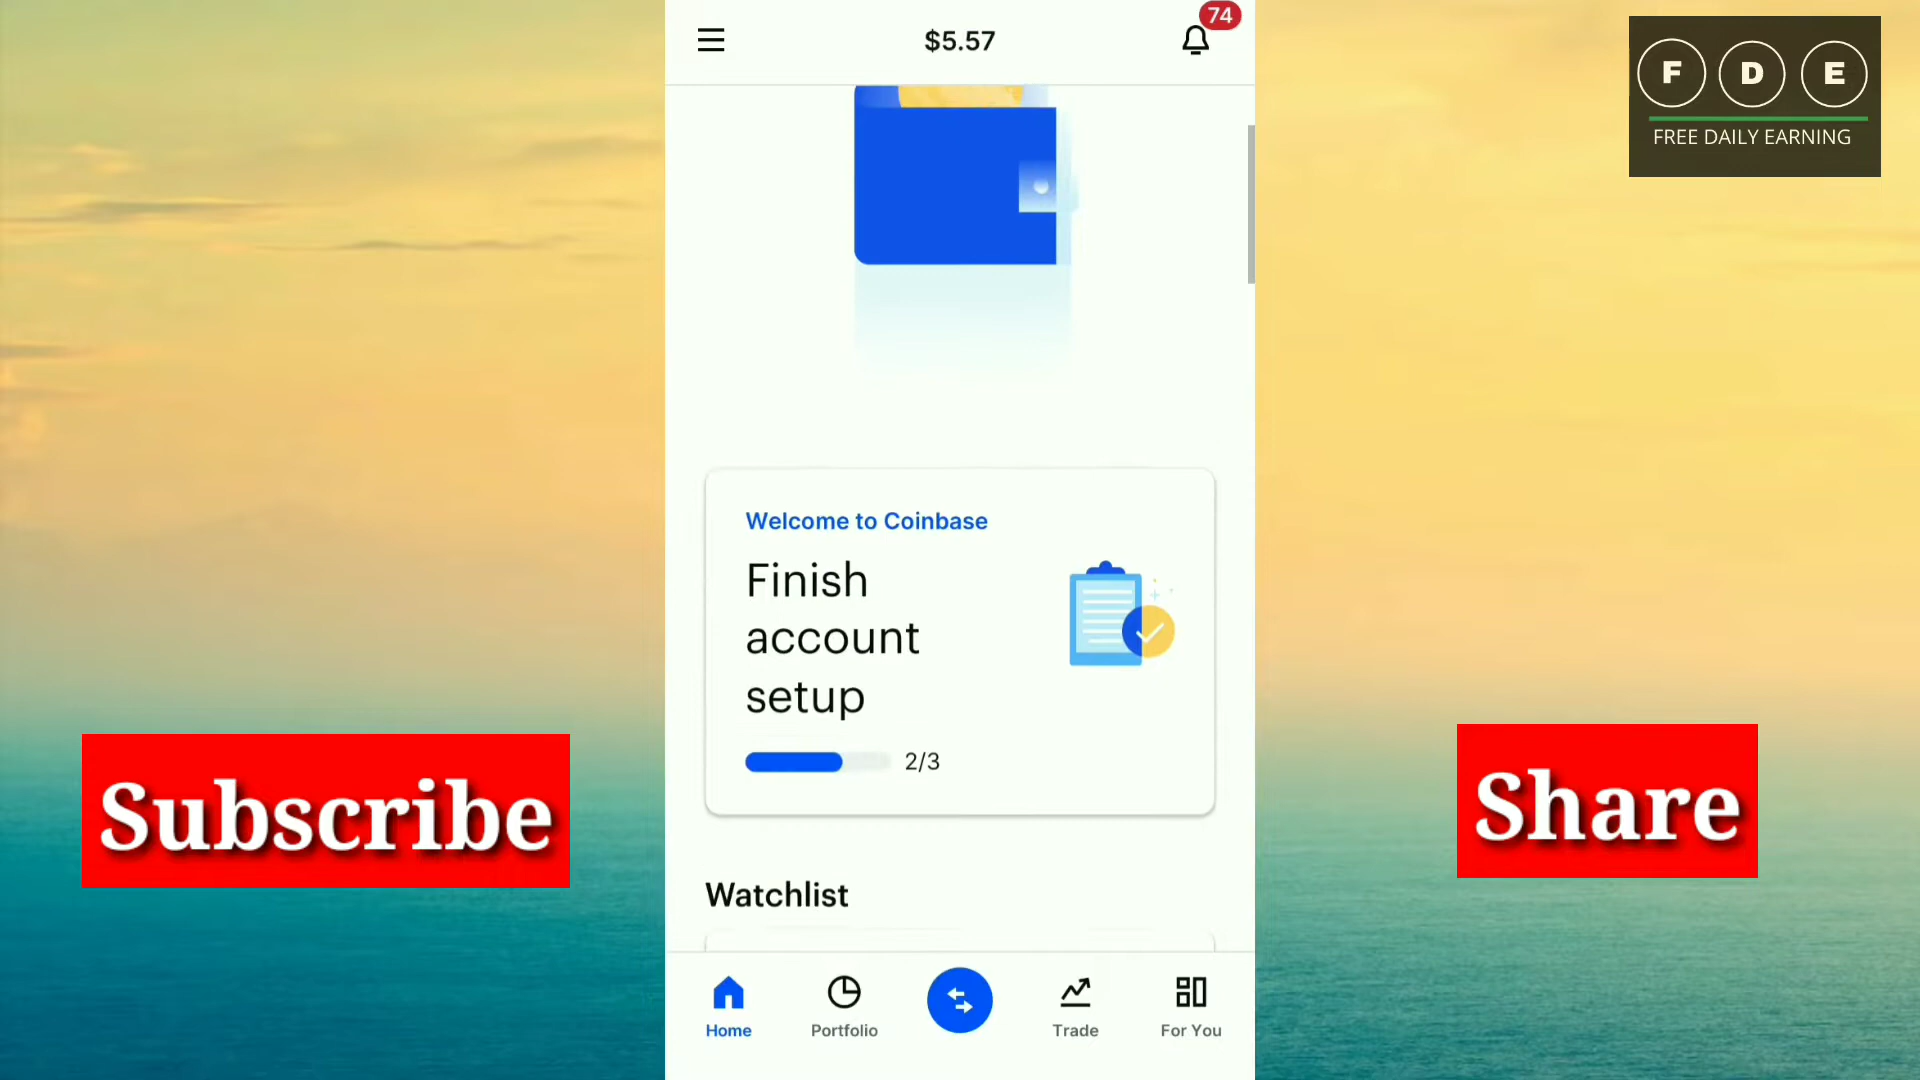 $5.57
74
F D E
FREE DAILY EARNING
Welcome to Coinbase
Finish
account
setup
2/3
Subscribe
Share
Watchlist
Home
Portfolio
Trade
For You